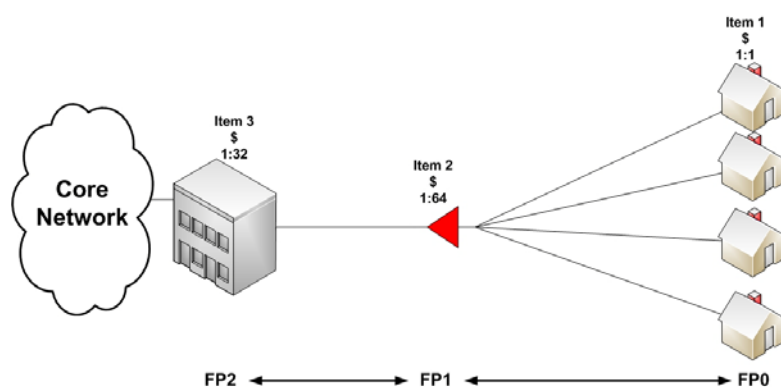 Item 1
$
1:1
Item 3
$
1:32
Item 2
$
1:64
Core
Network
FP2
FP1
FP0